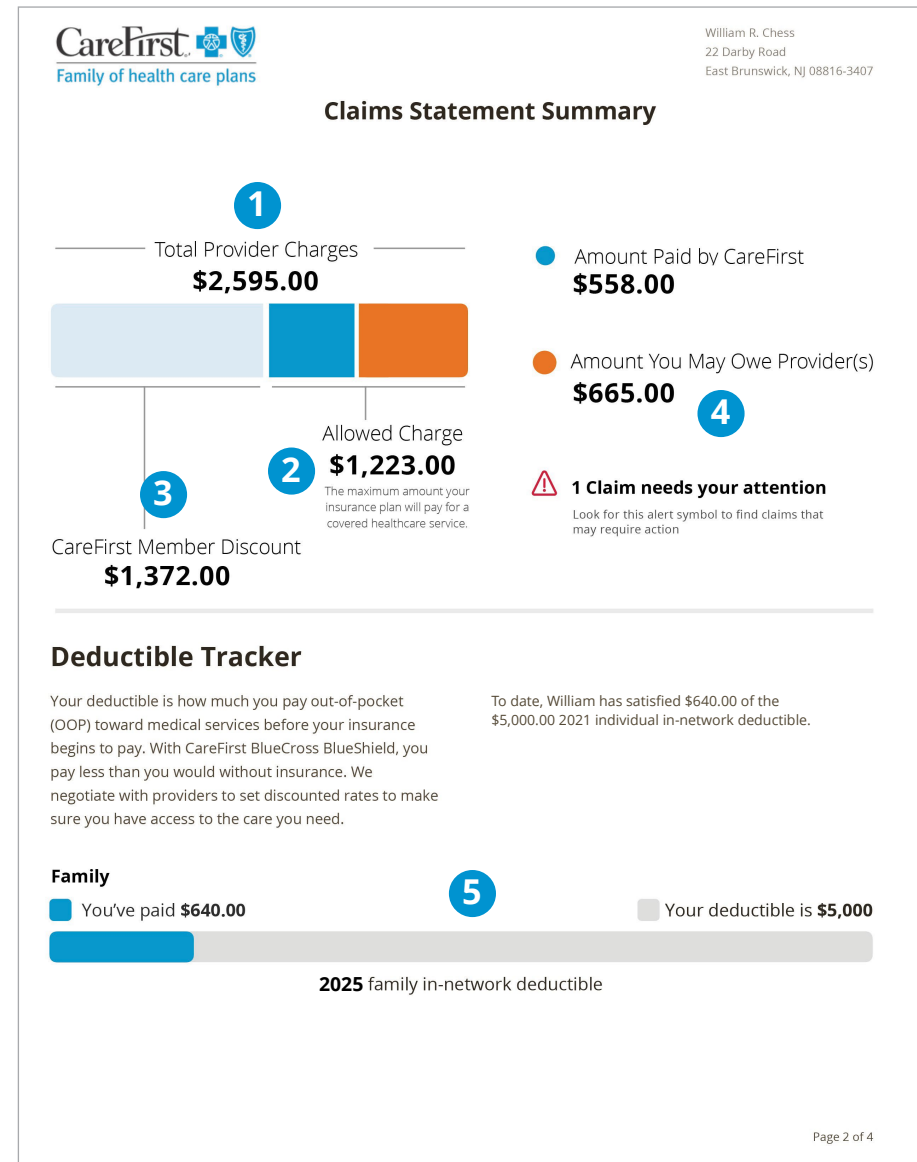 CareFirst.
Family of health care plans
William R. Chess
22 Darby Road
East Brunswick, NJ 08816-3407
Claims Statement Summary
1
Total Provider Charges
$2,595.00
Amount Paid by CareFirst
$558.00
Amount You May Owe Provider(s)
$665.00
4
Allowed Charge
2
$1,223.00
The maximum amount your
insurance plan will pay for a
covered healthcare service.
3
CareFirst Member Discount
$1,372.00
1 Claim needs your attention
Look for this alert symbol to find claims that
may require action
Deductible Tracker
Your deductible is how much you pay out-of-pocket
(OOP) toward medical services before your insurance
begins to pay. With CareFirst BlueCross BlueShield, you
pay less than you would without insurance. We
negotiate with providers to set discounted rates to make
sure you have access to the care you need.
To date, William has satisfied $640.00 of the
$5,000.00 2021 individual in-network deductible.
Family
5
You’ve paid $640.00
Your deductible is $5,000
2025 family in-network deductible
Page 2 of 4